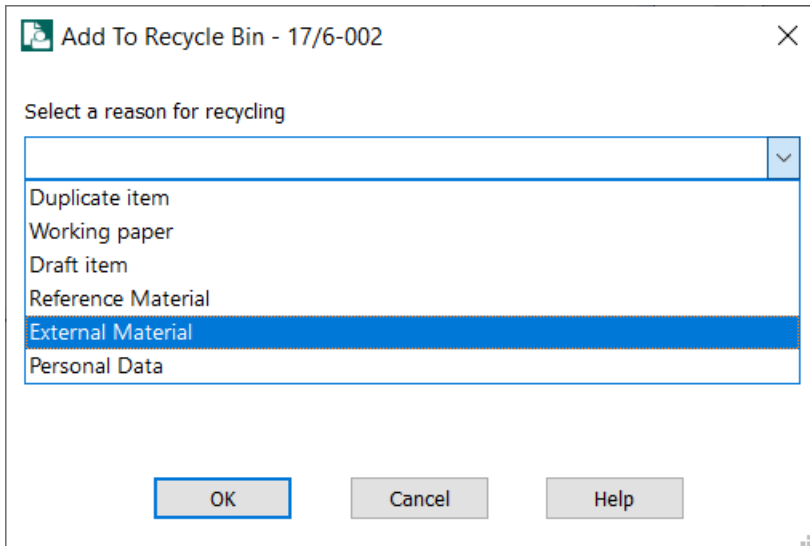 Add To Recycle Bin - 17/6-002
Select a reason for recycling
Duplicate item
Working paper
Draft item
Reference Material
External Material
Personal Data
OK
Cancel
Help